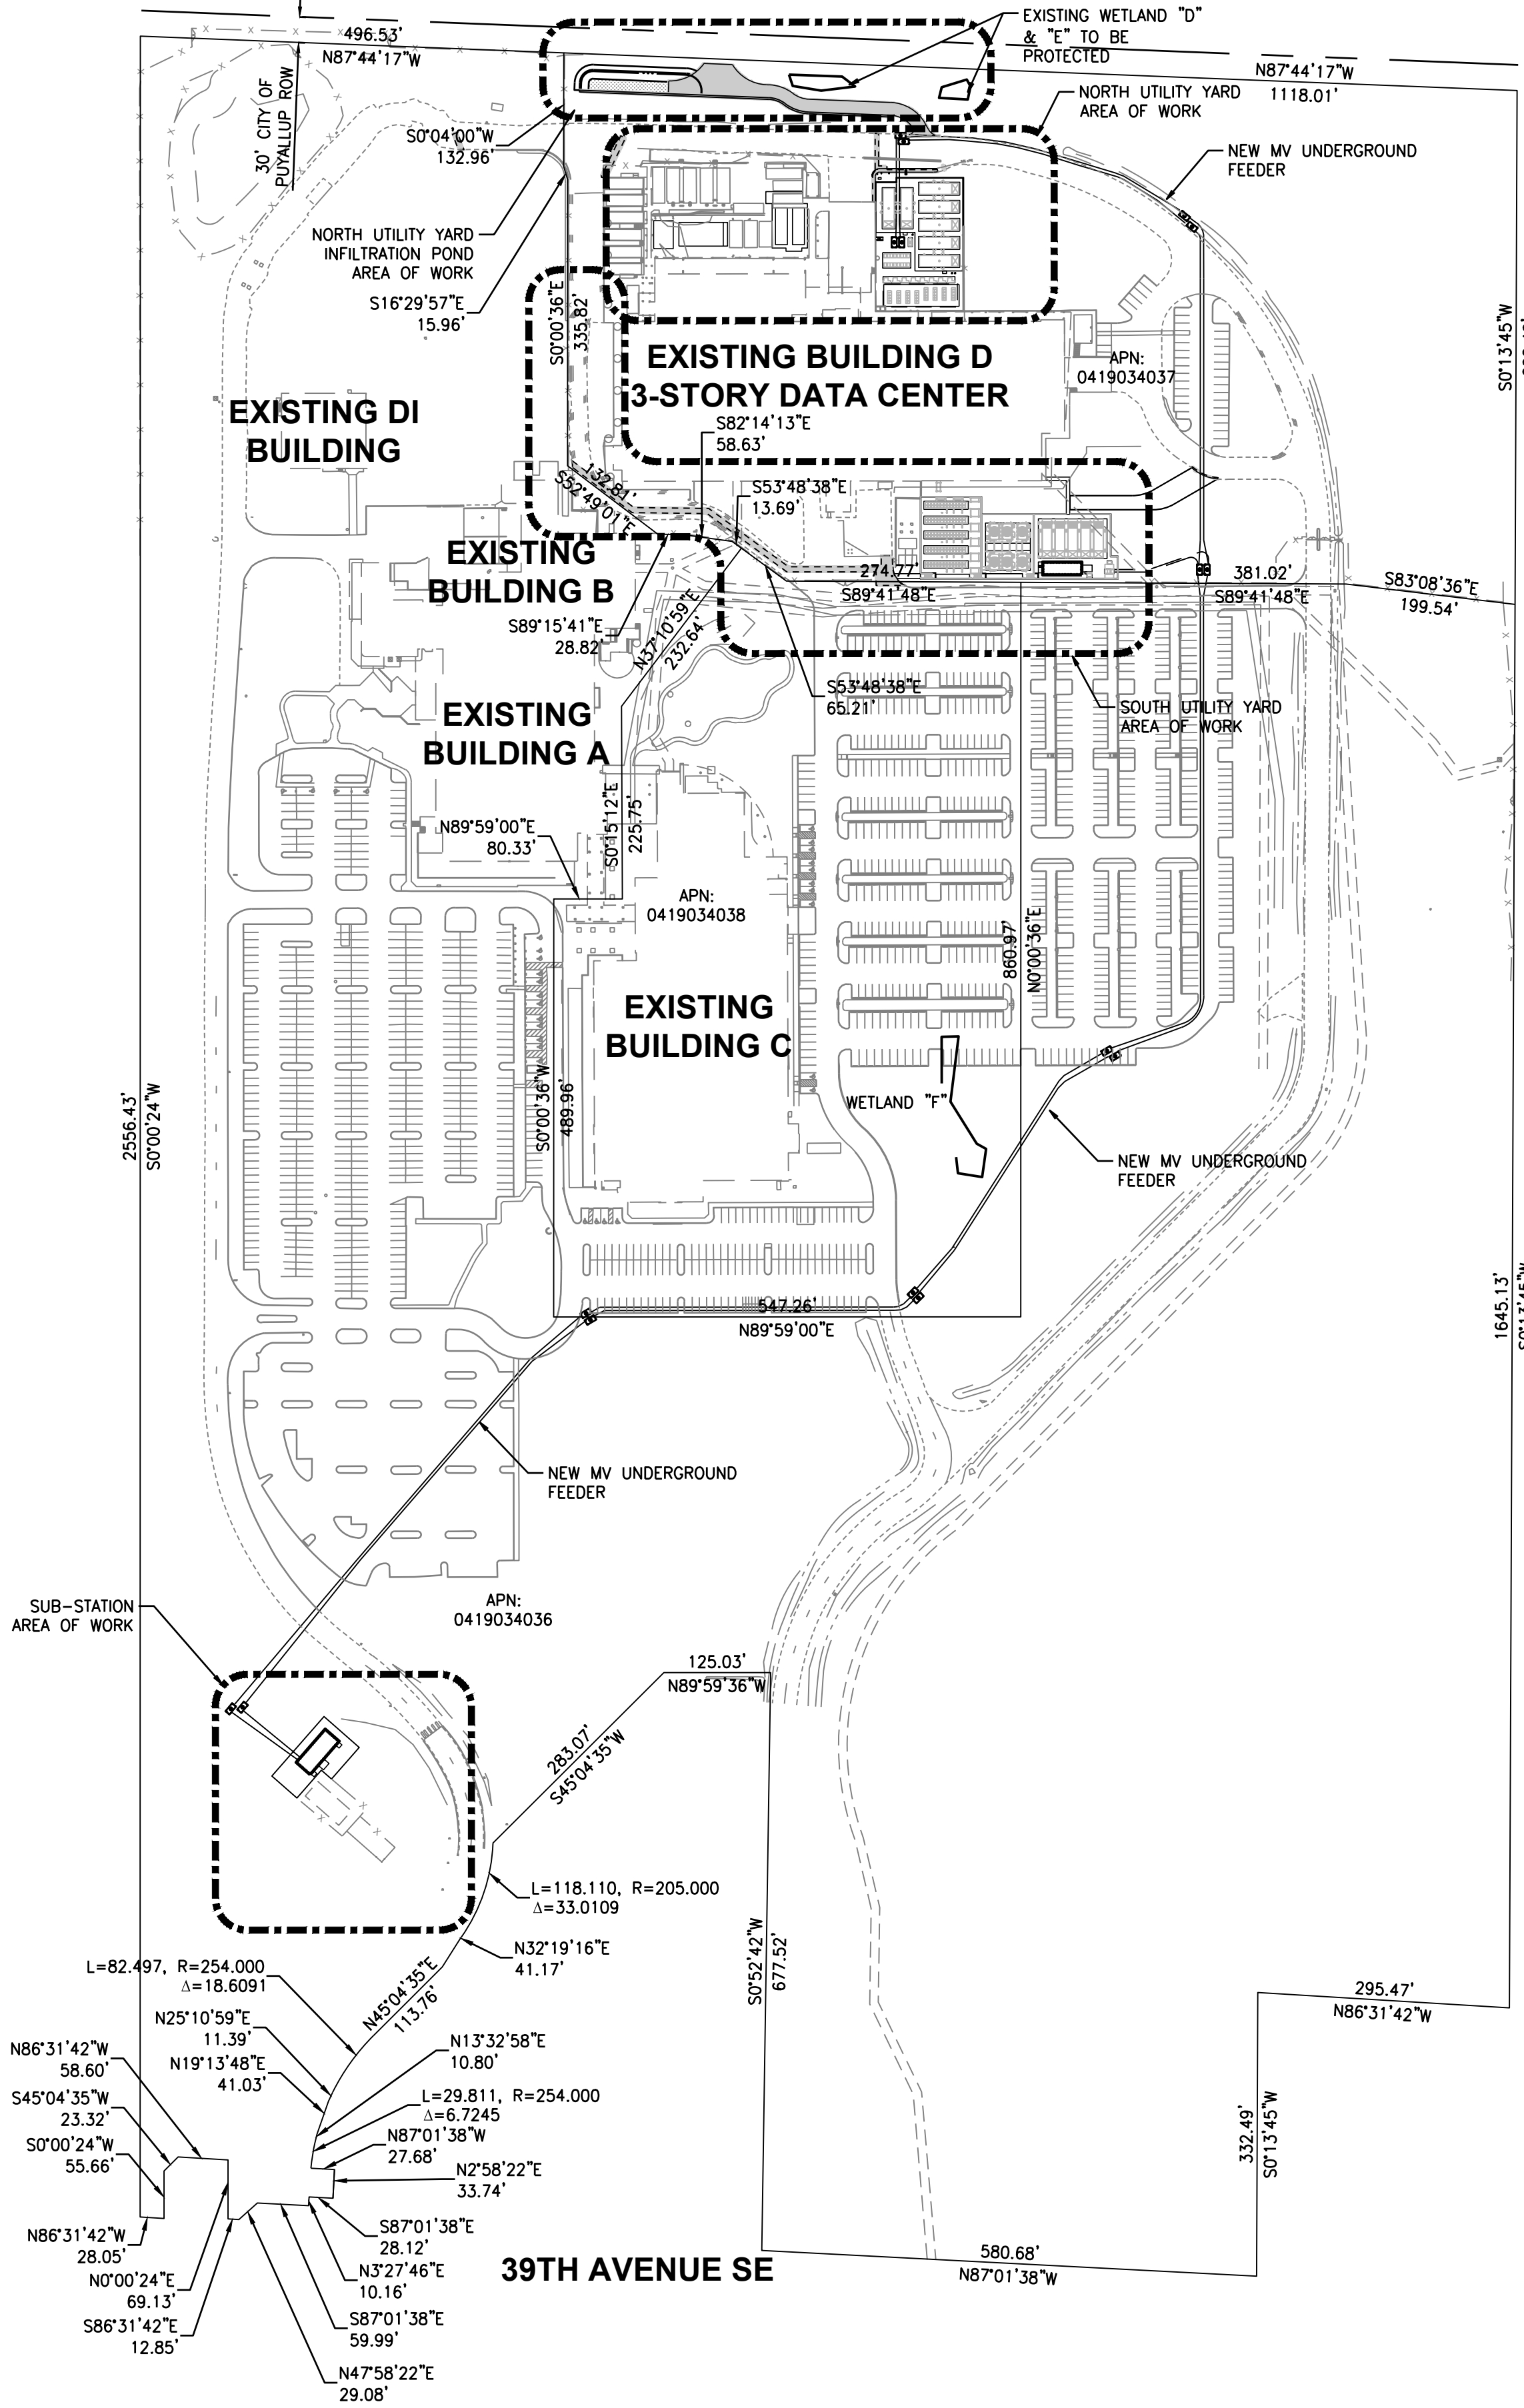 EXISTING WETLAND "D"
& "E" TO BE
PROTECTED
496.53'
N87°44'17"W
N87°44'17"W
1118.01'
30' CITY OF
PUYALLUP ROW
NORTH UTILITY YARD
AREA OF WORK
S0°04'00"W
132.96'
NEW MV UNDERGROUND
FEEDER
NORTH UTILITY YARD
INFILTRATION POND
AREA OF WORK
S16°29'57"E
15.96'
S0°00'36"E
335.82'
S0°13'45"W
EXISTING BUILDING D
3-STORY DATA CENTER
APN:
0419034037
EXISTING DI
BUILDING
S82°14'13"E
58.63'
132.81'
S52°49'01"E
S53°48'38"E
13.69'
EXISTING
BUILDING B
274.77'
S89°41'48"E
381.02'
S89°41'48"E
S83°08'36"E
199.54'
S89°15'41"E
28.82'
N37°10'59"E
232.64'
S53°48'38"E
65.21'
SOUTH UTILITY YARD
AREA OF WORK
EXISTING
BUILDING A
N89°59'00"E
80.33'
S0°15'12"E
225.75'
APN:
0419034038
860.97'
N0°00'36"E
EXISTING
BUILDING C
2556.43'
S0°00'24"W
S0°00'36"W
489.96'
WETLAND "F"
NEW MV UNDERGROUND
FEEDER
547.26'
N89°59'00"E
1645.13'
NEW MV UNDERGROUND
FEEDER
SUB-STATION
AREA OF WORK
APN:
0419034036
125.03'
N89°59'36"W
283.07'
S45°04'35"W
L=118.110, R=205.000
Δ=33.0109
N32°19'16"E
41.17'
S0°52'42"W
677.52'
L=82.497, R=254.000
Δ=18.6091
N45°04'35"E
113.76'
295.47'
N86°31'42"W
N25°10'59"E
11.39'
N13°32'58"E
10.80'
N86°31'42"W
58.60'
N19°13'48"E
41.03'
L=29.811, R=254.000
Δ=6.7245
S45°04'35"W
23.32'
N87°01'38"W
27.68'
332.49'
S0°13'45"W
S0°00'24"W
55.66'
N2°58'22"E
33.74'
N86°31'42"W
28.05'
S87°01'38"E
28.12'
39TH AVENUE SE
580.68'
N87°01'38"W
N0°00'24"E
69.13'
N3°27'46"E
10.16'
S86°31'42"E
12.85'
S87°01'38"E
59.99'
N47°58'22"E
29.08'